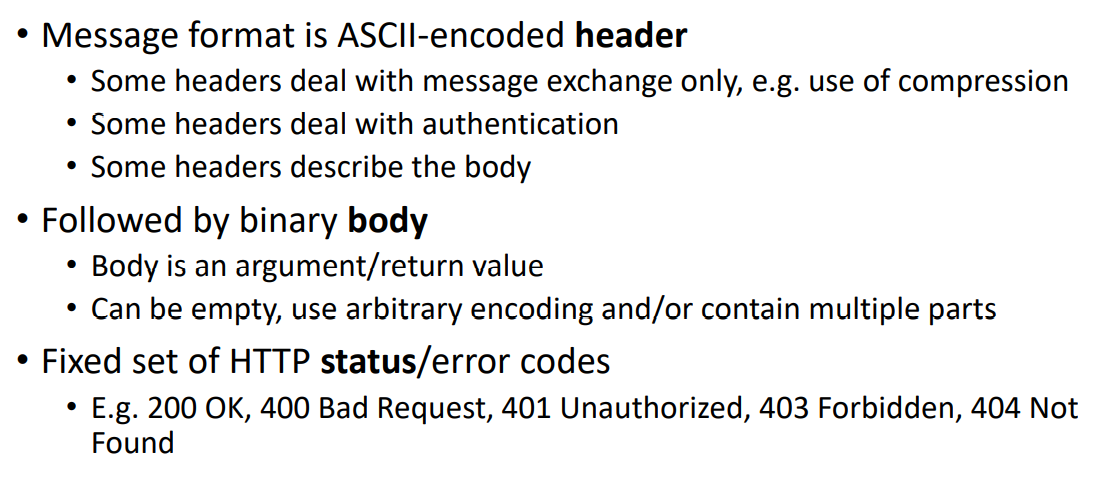 • Message format is ASCII-encoded header
• Some headers deal with message exchange only, e.g. use of compression
• Some headers deal with authentication
• Some headers describe the body
• Followed by binary body
• Body is an argument/return value
• Can be empty, use arbitrary encoding and/or contain multiple parts
• Fixed set of HTTP status/error codes
• E.g. 200 OK, 400 Bad Request, 401 Unauthorized, 403 Forbidden, 404 Not
Found